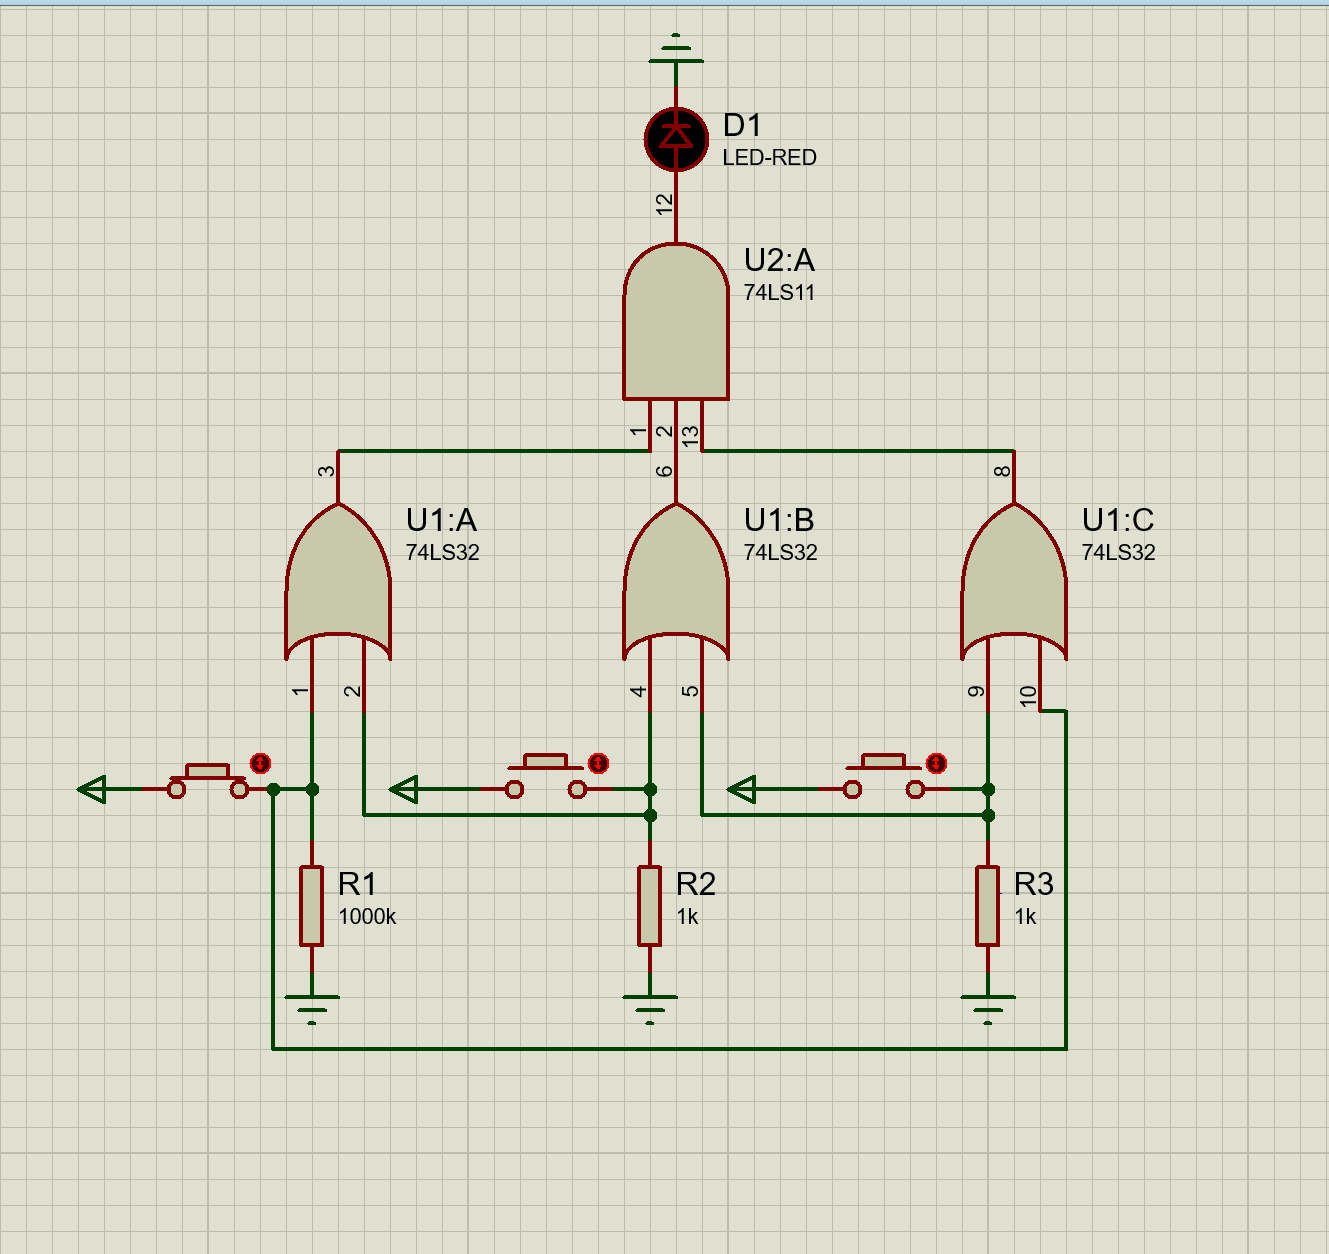 D1
LED-RED
12
U2:A
74LS11
1
2
13
3
6
8
U1:A
74LS32
U1:B
74LS32
U1:C
74LS32
1
2
4
5
9
10
R1
1000k
R2
1k
R3
1k